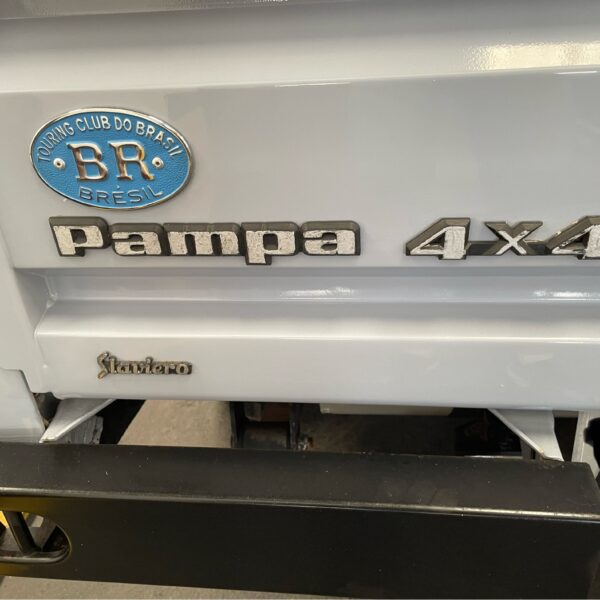 TOURING CLUB DO BRASIL
BR
BRÉSIL
Pampa 4x4
Slaviero